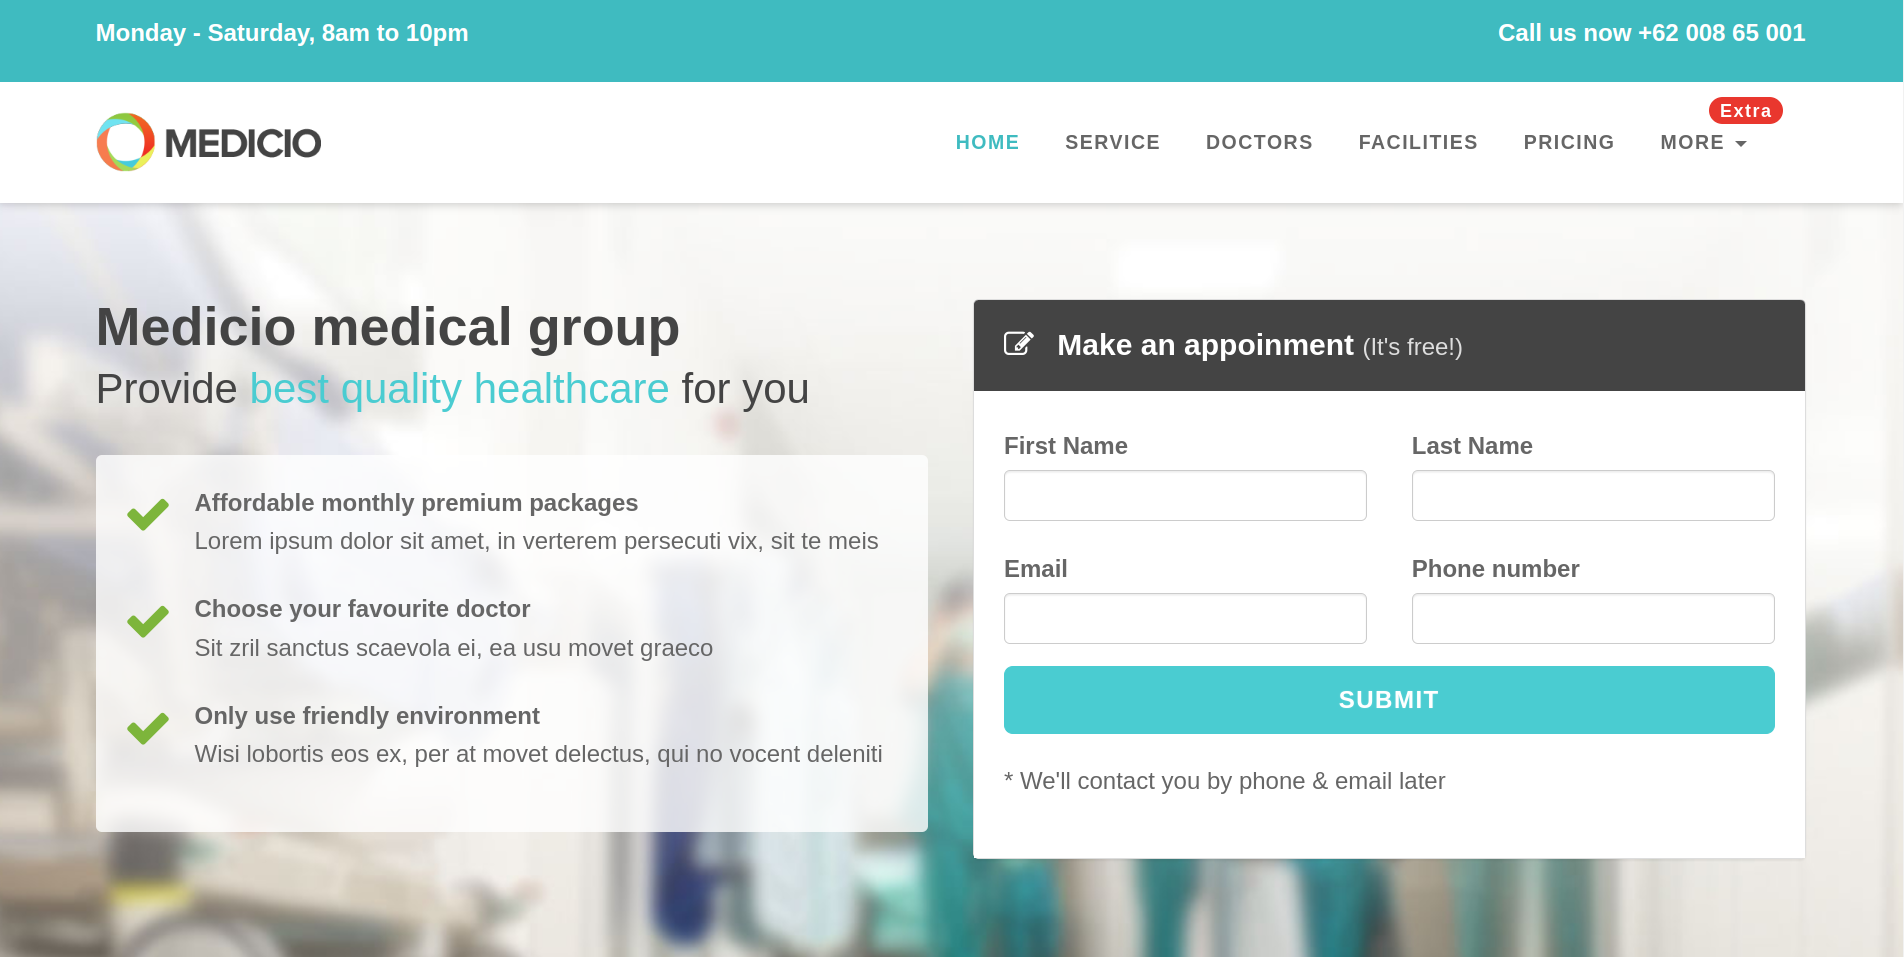 Monday - Saturday, 8am to 10pm
Call us now +62 008 65 001
MEDICIO
Extra
HOME SERVICE DOCTORS FACILITIES PRICING MORE
Medicio medical group
Provide best quality healthcare for you
Affordable monthly premium packages
Lorem ipsum dolor sit amet, in verterem persecuti vix, sit te meis
Choose your favourite doctor
Sit zril sanctus scaevola ei, ea usu movet graeco
Only use friendly environment
Wisi lobortis eos ex, per at movet delectus, qui no vocent deleniti
Make an appoinment (It's free!)
First Name Last Name
Email Phone number
SUBMIT
* We'll contact you by phone & email later